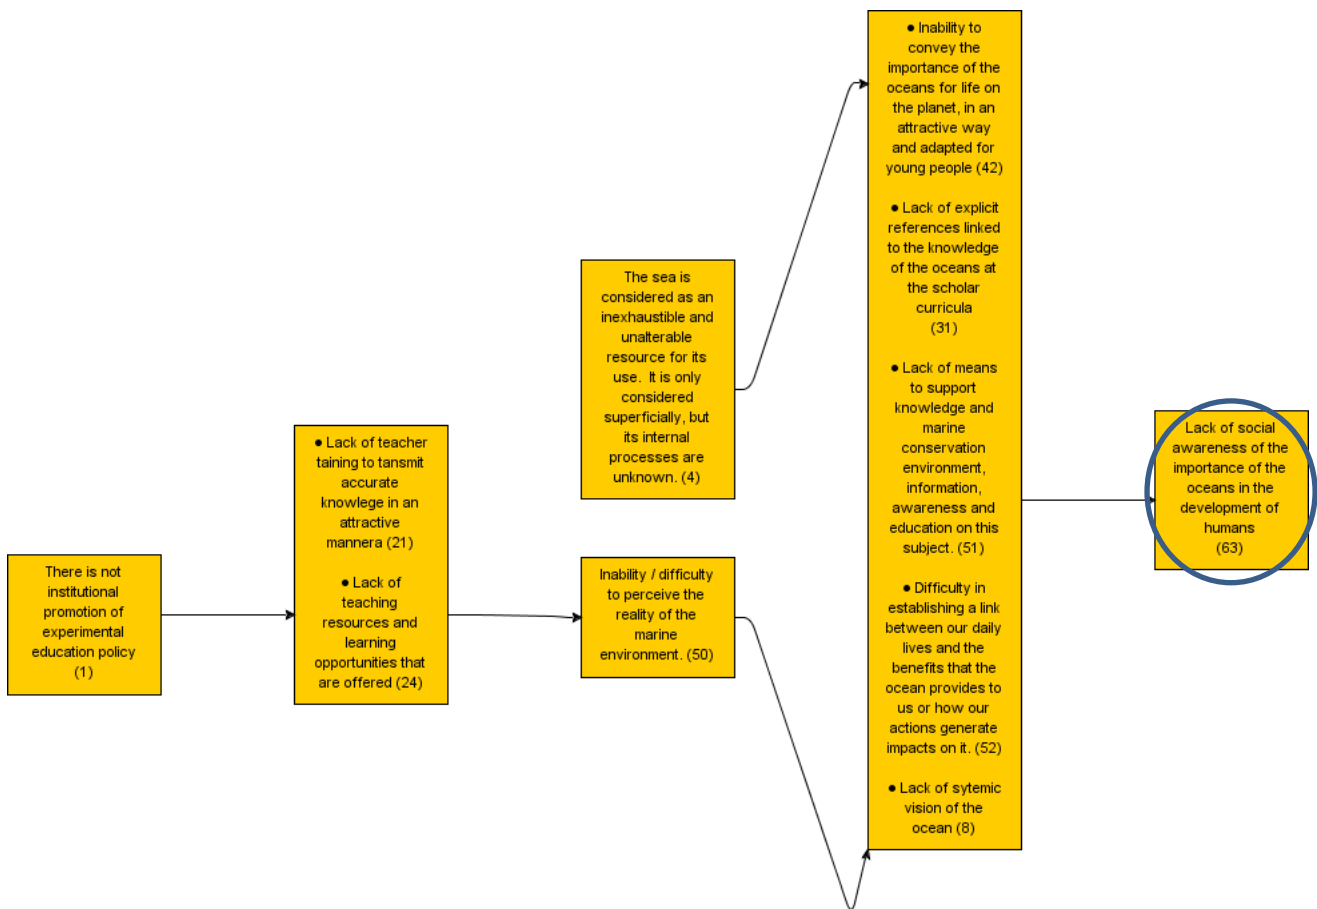 There is not
institutional
promotion of
experimental
education policy
(1)
● Lack of teacher
taining to tansmit
accurate
knowlege in an
attractive
mannera (21)
● Lack of
teaching
resources and
learning
opportunities that
are offered (24)
The sea is
considered as an
inexhaustible and
unalterable
resource for its
use. It is only
considered
superficially, but
its internal
processes are
unknown. (4)
Inability / difficulty
to perceive the
reality of the
marine
environment. (50)
● Inability to
convey the
importance of the
oceans for life on
the planet, in an
attractive way
and adapted for
young people (42)
● Lack of explicit
references linked
to the knowledge
of the oceans at
the scholar
curricula
(31)
● Lack of means
to support
knowledge and
marine
conservation
environment,
information,
awareness and
education on this
subject. (51)
● Difficulty in
establishing a link
between our daily
lives and the
benefits that the
ocean provides to
us or how our
actions generate
impacts on it. (52)
● Lack of sytemic
vision of the
ocean (8)
Lack of social
awareness of the
importance of the
oceans in the
development of
humans
(63)